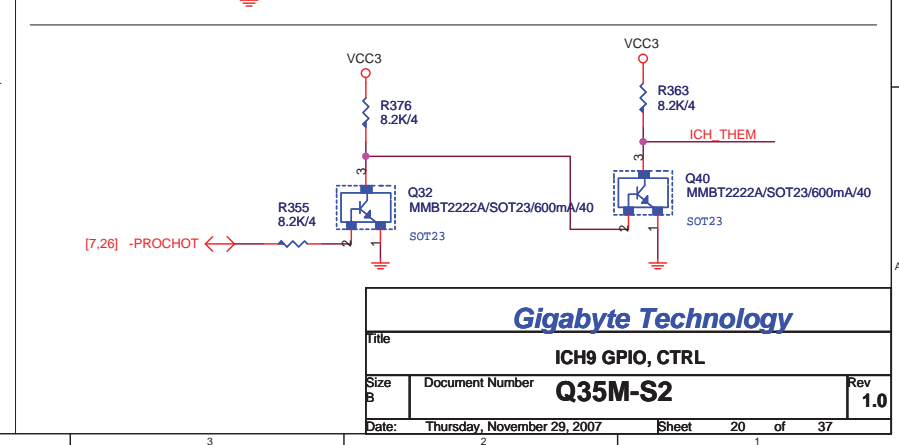 VCC3
VCC3
R376
8.2K/4
R363
8.2K/4
ICH_THEM
3
3
Q32
MMBT2222A/SOT23/600mA/40
SOT23
Q40
MMBT2222A/SOT23/600mA/40
SOT23
R355
8.2K/4
[7,26] -PROCHOT
2
1
2
1
A
Gigabyte Technology
Title
ICH9 GPIO, CTRL
Size
B
Document Number
Q35M-S2
Rev
1.0
Date: Thursday, November 29, 2007 Sheet 20 of 37
3 2 1